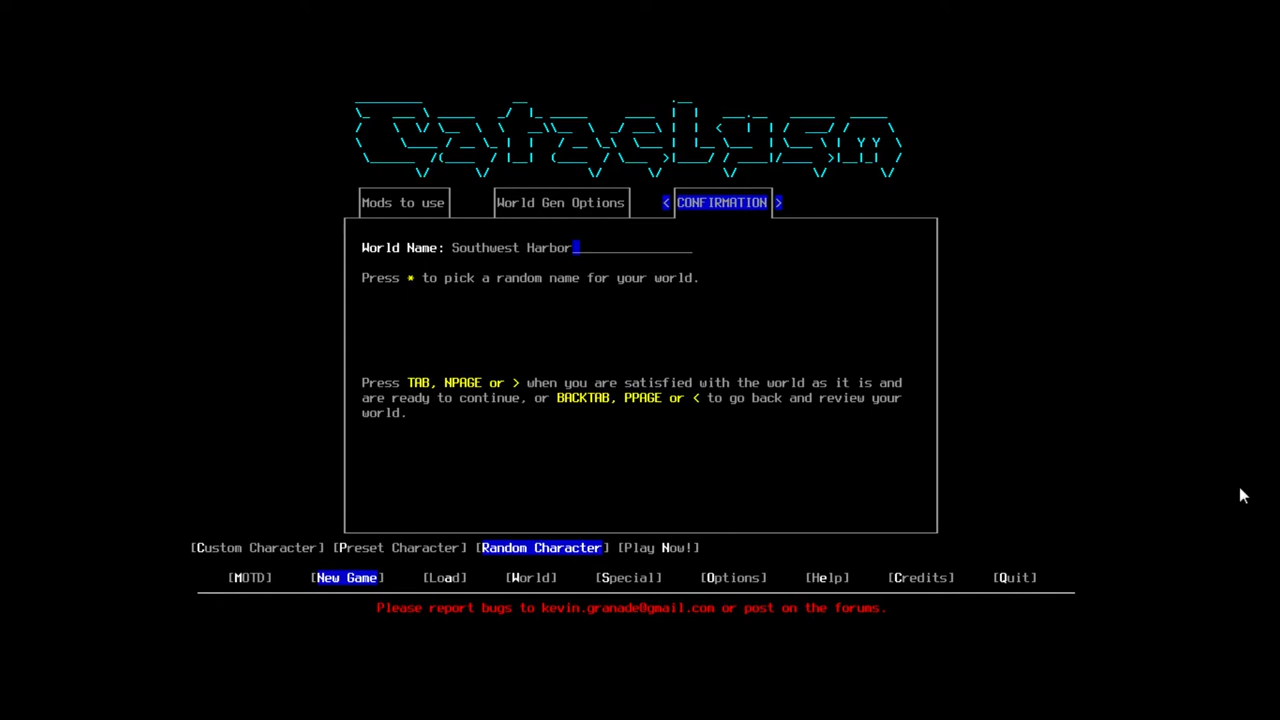 Cataclysm
Mods to use World Gen Options < CONFIRMATION >
World Name: Southwest Harbor_______________
Press * to pick a random name for your world.
Press TAB, NPAGE or > when you are satisfied with the world as it is and
are ready to continue, or BACKTAB, PPAGE or < to go back and review your
world.
[Custom Character] [Preset Character] [Random Character] [Play Now!]
[MOTD] [New Game] [Load] [World] [Special] [Options] [Help] [Credits] [Quit]
Please report bugs to kevin.granade@gmail.com or post on the forums.